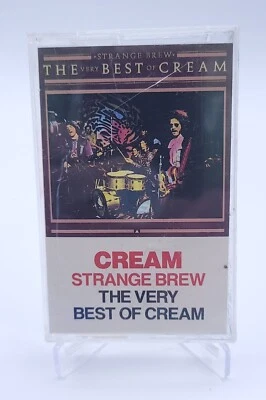 ·STRANGE BREW·
THE VERY BEST OF CREAM
CREAM
STRANGE BREW
THE VERY
BEST OF CREAM